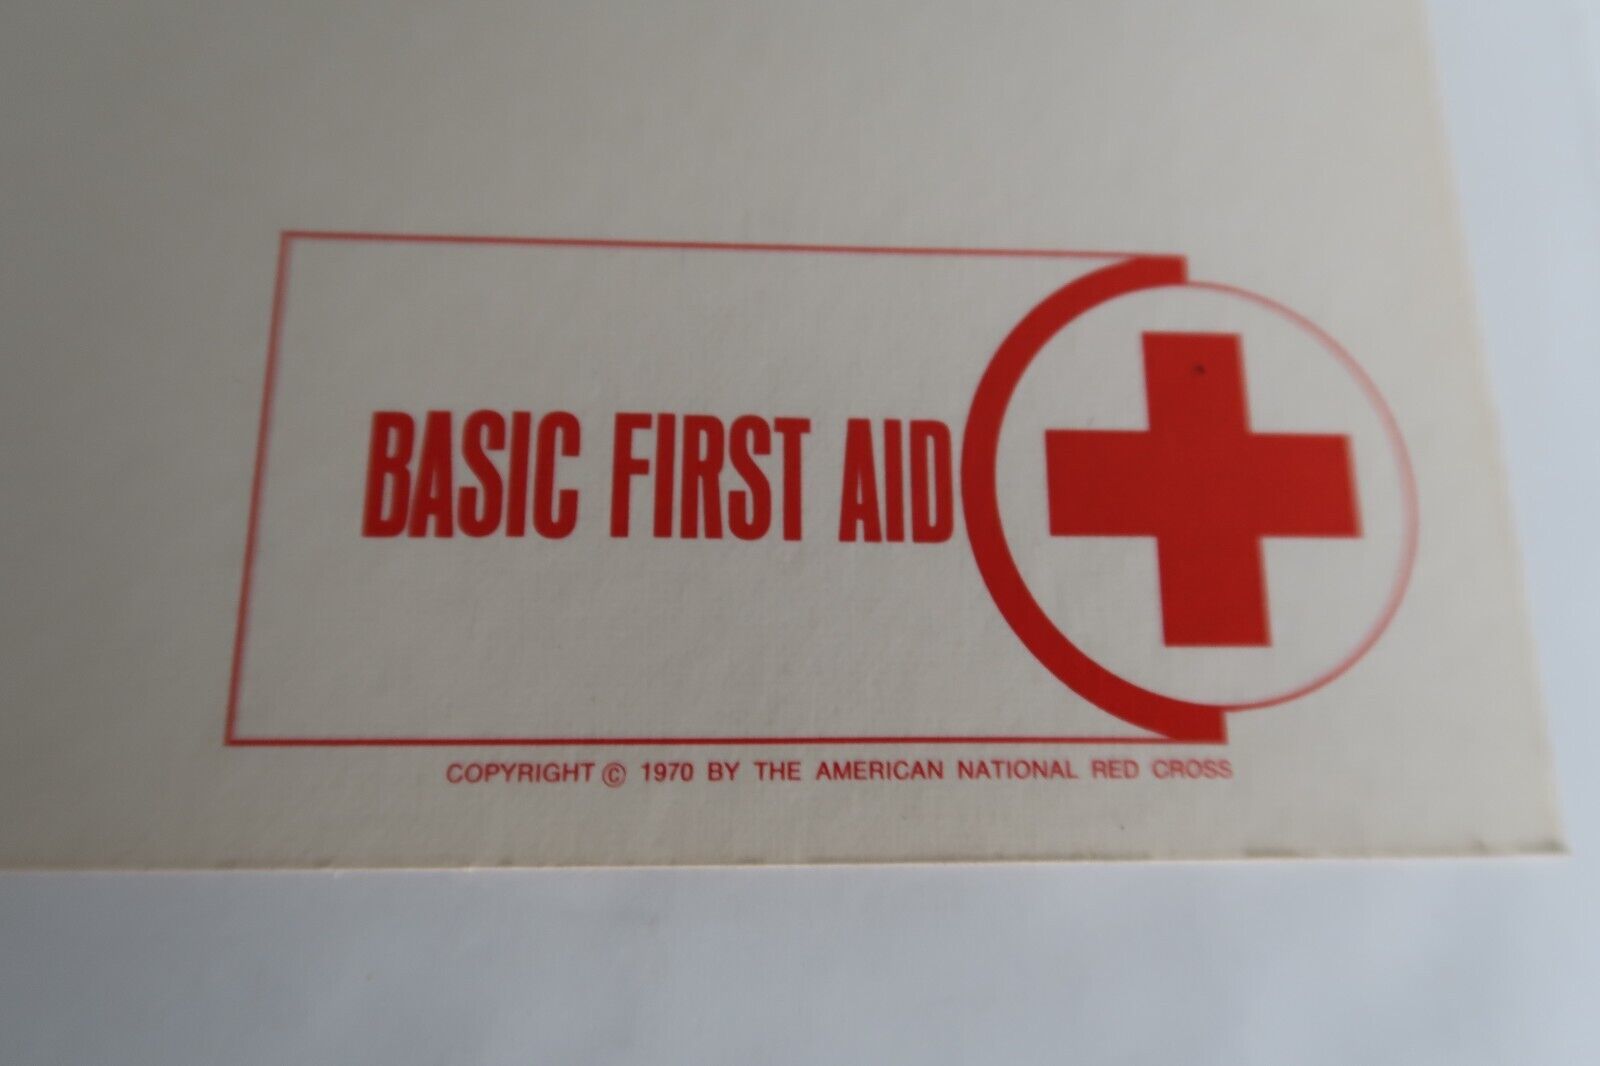 BASIC FIRST AID
COPYRIGHT © 1970 BY THE AMERICAN NATIONAL RED CROSS